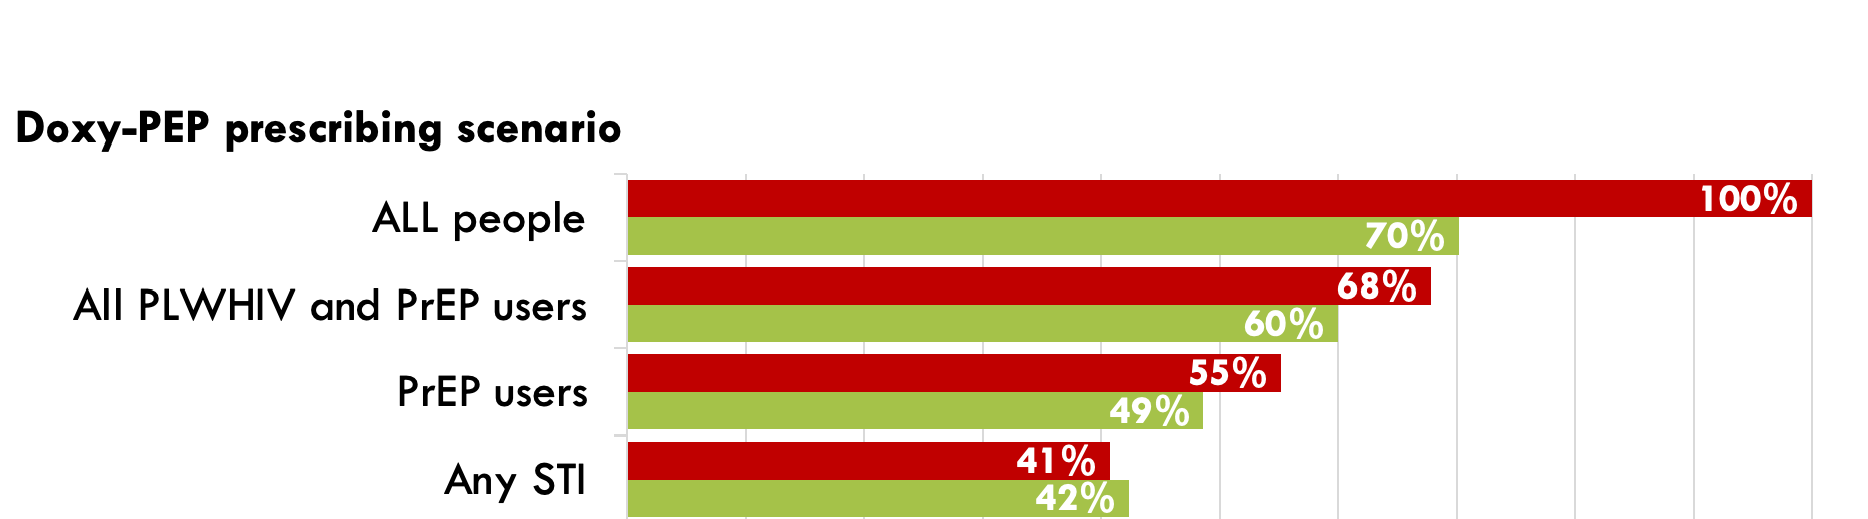 Doxy-PEP prescribing scenario
ALL people
100%
70%
All PLWHIV and PrEP users
68%
60%
PrEP users
55%
49%
Any STI
41%
42%